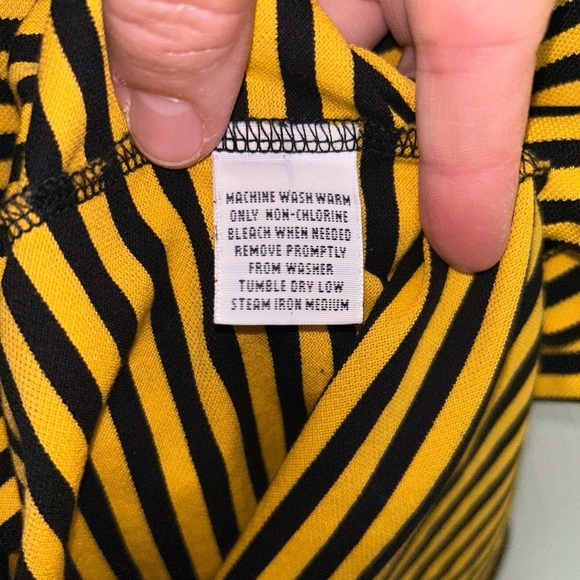 MACHINE WASH WARM
ONLY NON-CHLORINE
BLEACH WHEN NEEDED
REMOVE PROMPTLY
FROM WASHER
TUMBLE DRY LOW
STEAM IRON MEDIUM